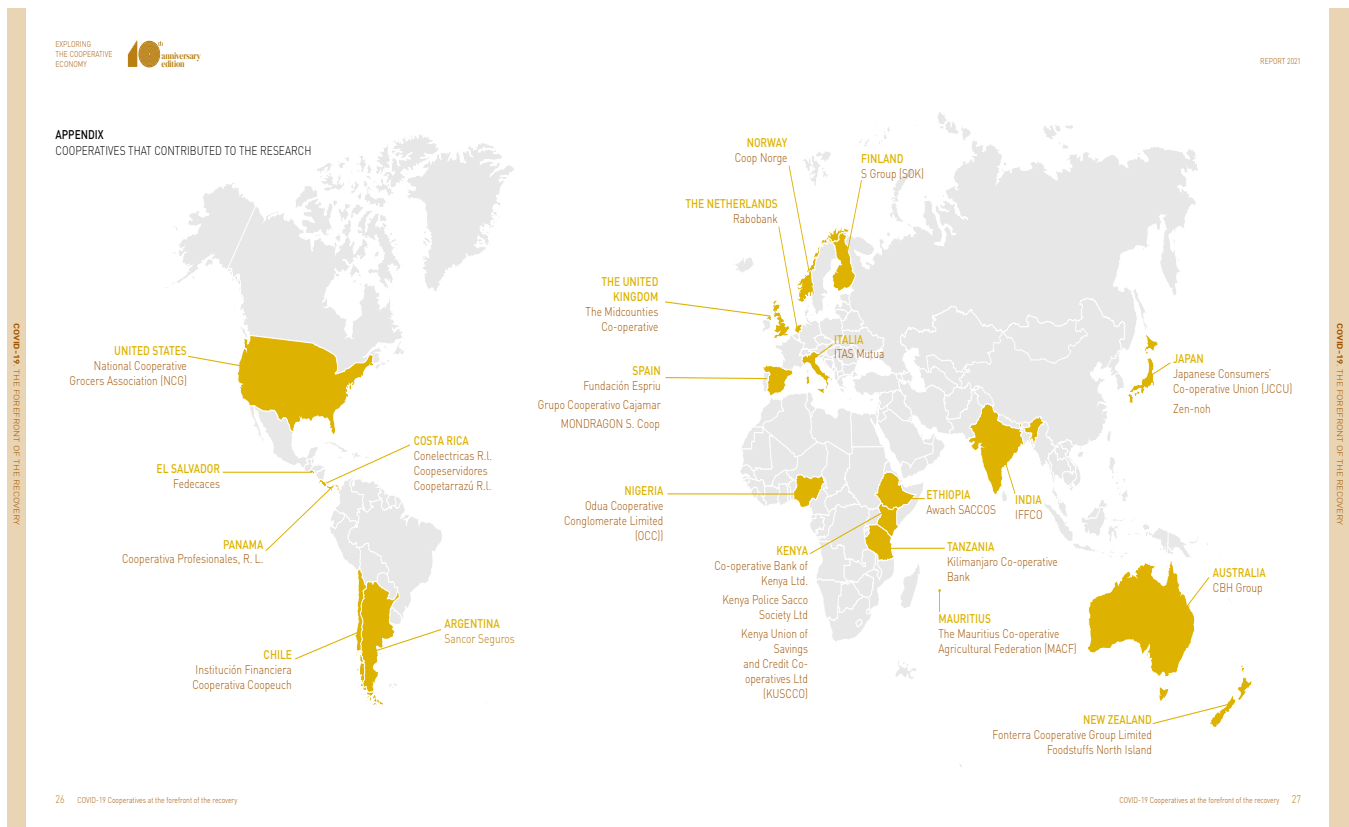 EXPLORING
THE COOPERATIVE
ECONOMY
10th
anniversary
edition
REPORT 2021
APPENDIX
COOPERATIVES THAT CONTRIBUTED TO THE RESEARCH
NORWAY
Coop Norge
FINLAND
S Group (SOK)
THE NETHERLANDS
Rabobank
THE UNITED
KINGDOM
The Midcounties
Co-operative
ITALIA
ITAS Mutua
UNITED STATES
National Cooperative
Grocers Association (NCG)
SPAIN
Fundación Espriu
Grupo Cooperativo Cajamar
MONDRAGON S. Coop
JAPAN
Japanese Consumers'
Co-operative Union (JCCU)
Zen-noh
COSTA RICA
Conelectricas R.l.
Coopeservidores
Coopetarrazú R.l.
EL SALVADOR
Fedecaces
NIGERIA
Odua Cooperative
Conglomerate Limited
(OCC))
ETHIOPIA
Awach SACCOS
INDIA
IFFCO
PANAMA
Cooperativa Profesionales, R. L.
KENYA
Co-operative Bank of
Kenya Ltd.
Kenya Police Sacco
Society Ltd
Kenya Union of
Savings
and Credit Co-
operatives Ltd
(KUSCCO)
TANZANIA
Kilimanjaro Co-operative
Bank
AUSTRALIA
CBH Group
MAURITIUS
The Mauritius Co-operative
Agricultural Federation (MACF)
ARGENTINA
Sancor Seguros
CHILE
Institución Financiera
Cooperativa Coopeuch
NEW ZEALAND
Fonterra Cooperative Group Limited
Foodstuffs North Island
COVID-19. THE FOREFRONT OF THE RECOVERY
COVID-19. THE FOREFRONT OF THE RECOVERY
26 COVID-19 Cooperatives at the forefront of the recovery
COVID-19 Cooperatives at the forefront of the recovery 27